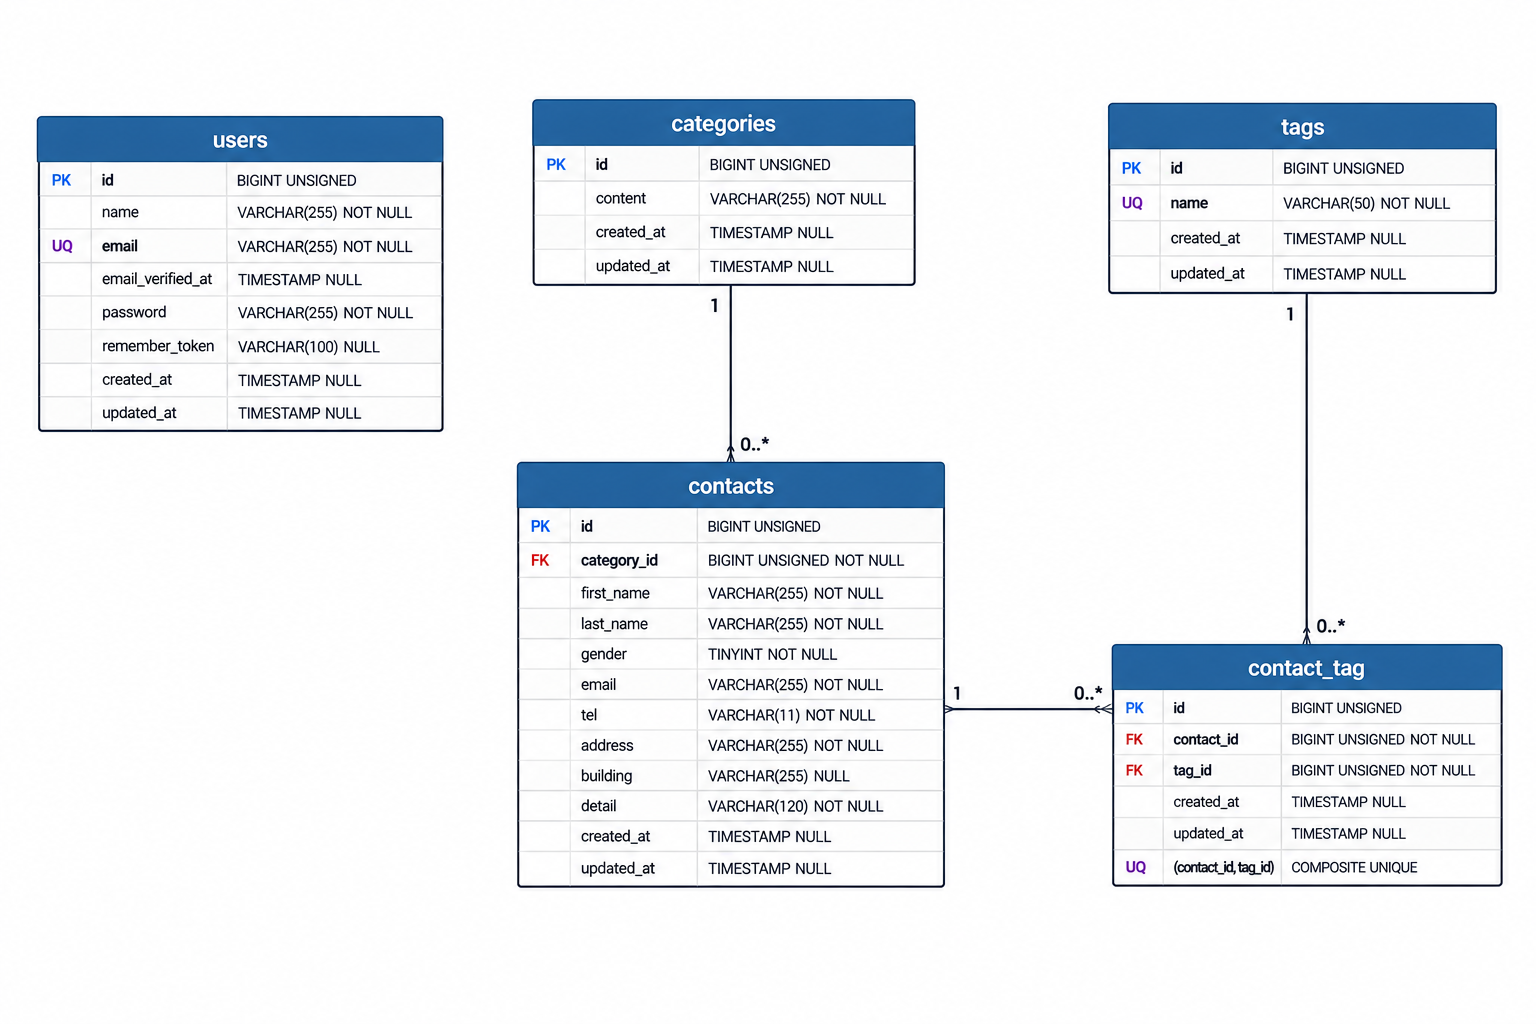 users
PK id BIGINT UNSIGNED
name VARCHAR(255) NOT NULL
UQ email VARCHAR(255) NOT NULL
email_verified_at TIMESTAMP NULL
password VARCHAR(255) NOT NULL
remember_token VARCHAR(100) NULL
created_at TIMESTAMP NULL
updated_at TIMESTAMP NULL
categories
PK id BIGINT UNSIGNED
content VARCHAR(255) NOT NULL
created_at TIMESTAMP NULL
updated_at TIMESTAMP NULL
tags
PK id BIGINT UNSIGNED
UQ name VARCHAR(50) NOT NULL
created_at TIMESTAMP NULL
updated_at TIMESTAMP NULL
1
0..*
1
0..*
contacts
PK id BIGINT UNSIGNED
FK category_id BIGINT UNSIGNED NOT NULL
first_name VARCHAR(255) NOT NULL
last_name VARCHAR(255) NOT NULL
gender TINYINT NOT NULL
email VARCHAR(255) NOT NULL
tel VARCHAR(11) NOT NULL
address VARCHAR(255) NOT NULL
building VARCHAR(255) NULL
detail VARCHAR(120) NOT NULL
created_at TIMESTAMP NULL
updated_at TIMESTAMP NULL
1 0..*
contact_tag
PK id BIGINT UNSIGNED
FK contact_id BIGINT UNSIGNED NOT NULL
FK tag_id BIGINT UNSIGNED NOT NULL
created_at TIMESTAMP NULL
updated_at TIMESTAMP NULL
UQ (contact_id, tag_id) COMPOSITE UNIQUE